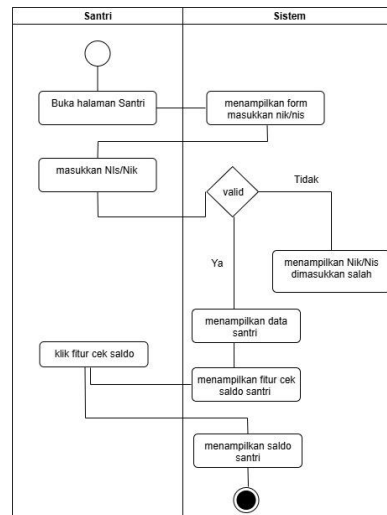 Santri
Sistem
Buka halaman Santri
menampilkan form
masukkan nik/nis
masukkan NIs/Nik
valid
Tidak
Ya
menampilkan Nik/Nis
dimasukkan salah
menampilkan data
santri
klik fitur cek saldo
menampilkan fitur cek
saldo santri
menampilkan saldo
santri